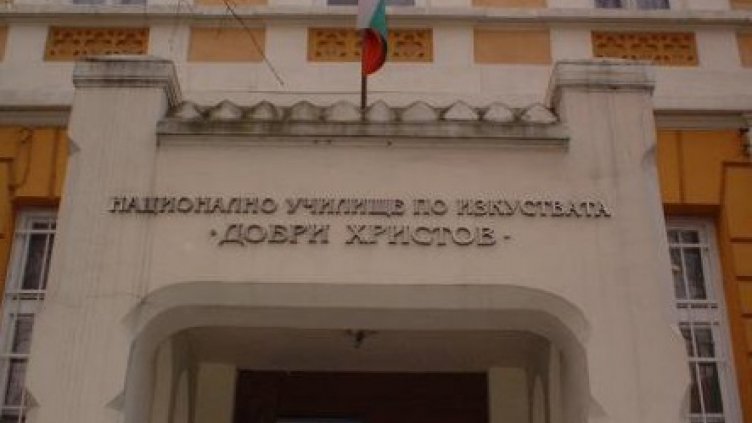 НАЦИОНАЛНО УЧИЛИЩЕ ПО ИЗКУСТВАТА
·ДОБРИ ХРИСТОВ·